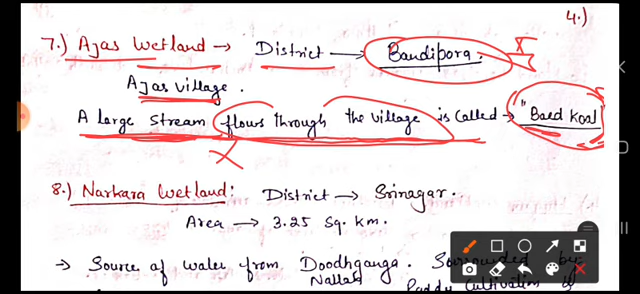 4.)
7.) Ajas Wetland → District → Bandipora.
Ajas village.
A large stream flows through the village is called → "Baed Koal"
8.) Narkara Wetland: District → Srinagar.
Area → 3.25 Sq. km.
→ Source of water from Doodhganga Nallah Sorrounded by
Paddy Cultivation